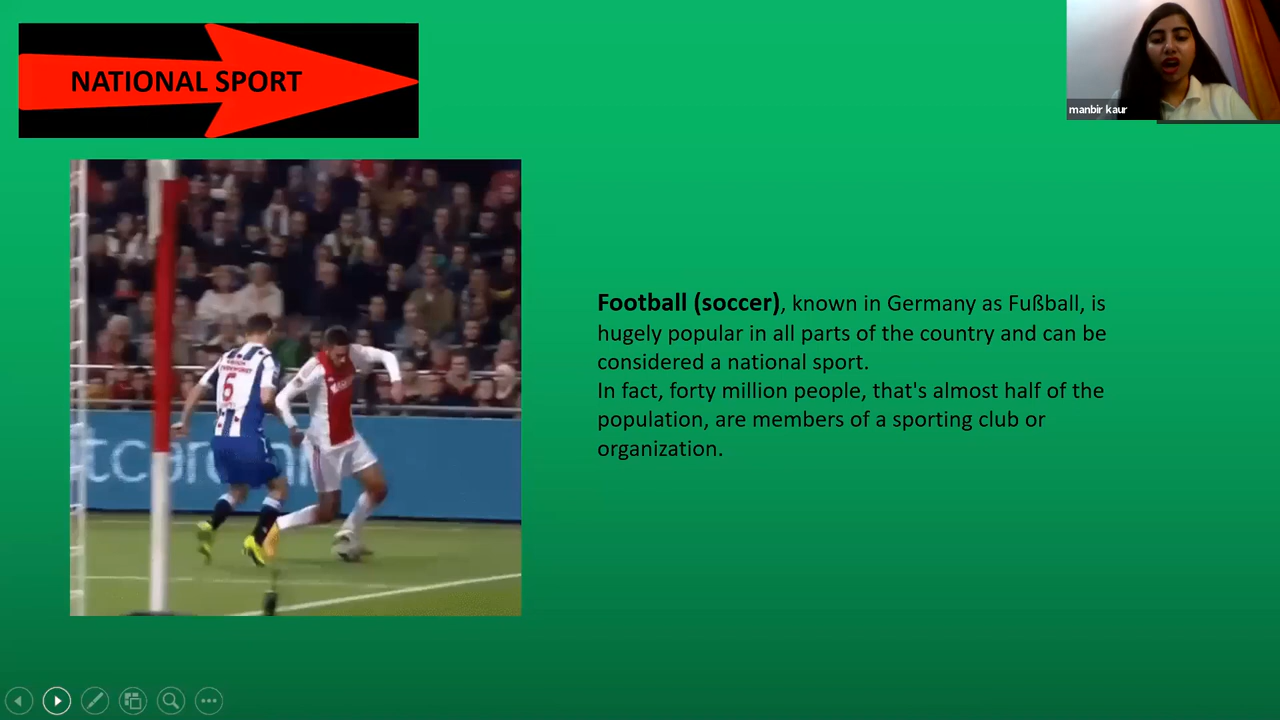 NATIONAL SPORT
manbir kaur
Football (soccer), known in Germany as Fußball, is
hugely popular in all parts of the country and can be
considered a national sport.
In fact, forty million people, that's almost half of the
population, are members of a sporting club or
organization.
6